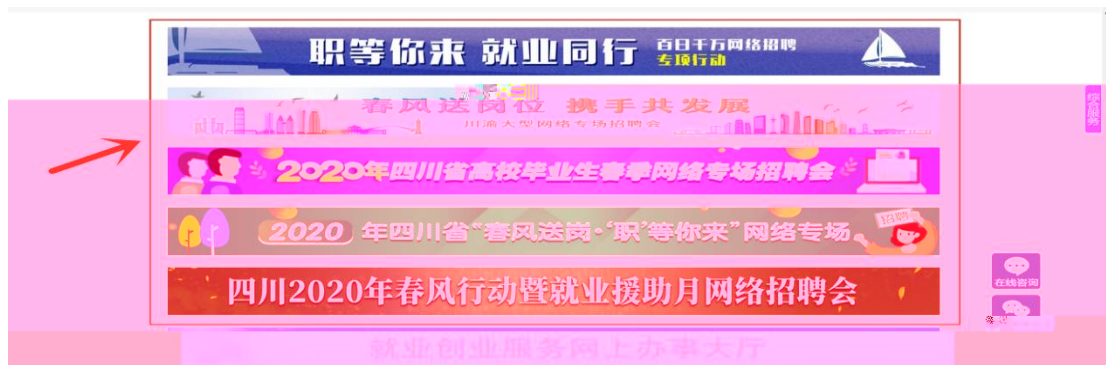 职等你来 就业同行 百日千万网络招聘
专项行动
春风送岗位 携手共发展
川渝大型网络专场招聘会
综合服务
2020年四川省高校毕业生春季网络专场招聘会
招聘
2020 年四川省“春风送岗·‘职’等你来”网络专场
四川2020年春风行动暨就业援助月网络招聘会
在线咨询
就业创业服务网上办事大厅